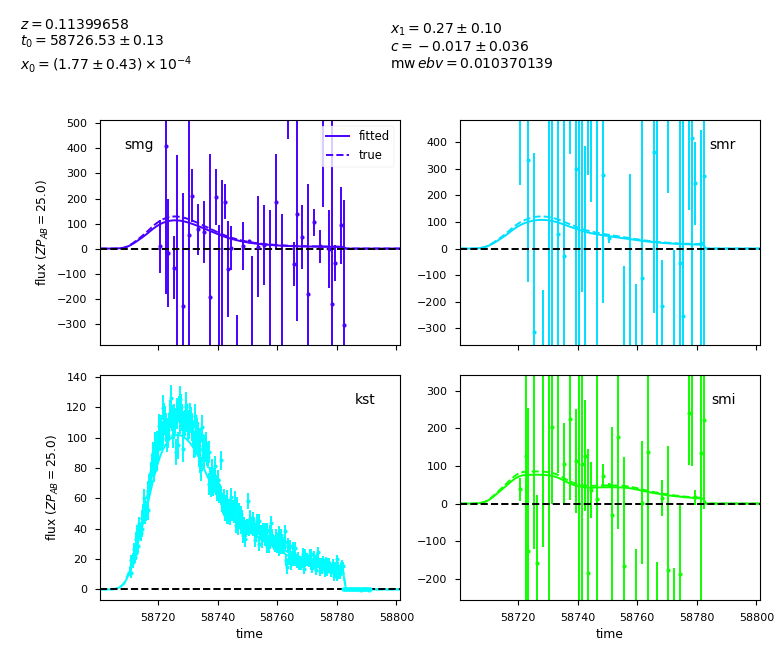 z = 0.11399658
t₀ = 58726.53 ± 0.13
x₀ = (1.77 ± 0.43) × 10⁻⁴
x₁ = 0.27 ± 0.10
c = −0.017 ± 0.036
mw ebv = 0.010370139
smg
fitted
true
500
400
300
200
100
0
−100
−200
−300
flux (ZP_AB = 25.0)
smr
400
300
200
100
0
−100
−200
−300
kst
140
120
100
80
60
40
20
0
flux (ZP_AB = 25.0)
58720 58740 58760 58780 58800
time
smi
300
200
100
0
−100
−200
58720 58740 58760 58780 58800
time